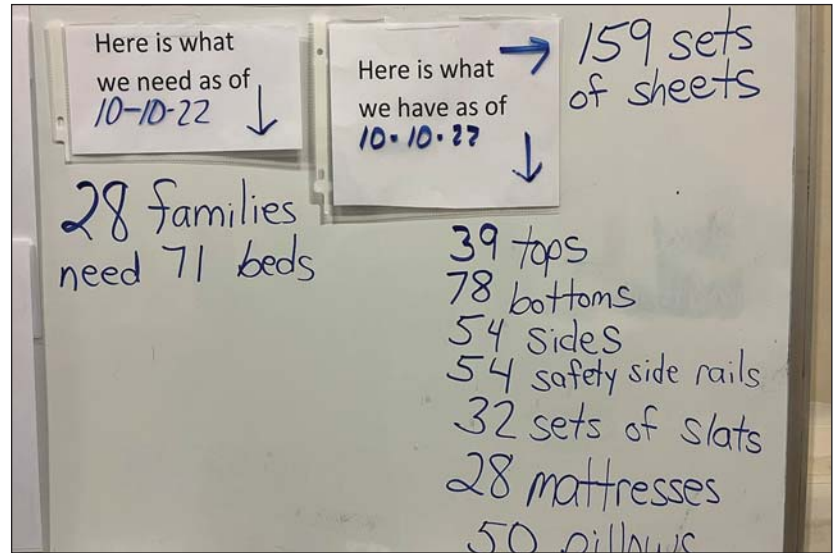 Here is what
we need as of
10-10-22
28 families
need 71 beds
Here is what
we have as of
10•10•22
159 sets
of sheets
39 tops
78 bottoms
54 sides
54 safety side rails
32 sets of slats
28 mattresses
50 pillows